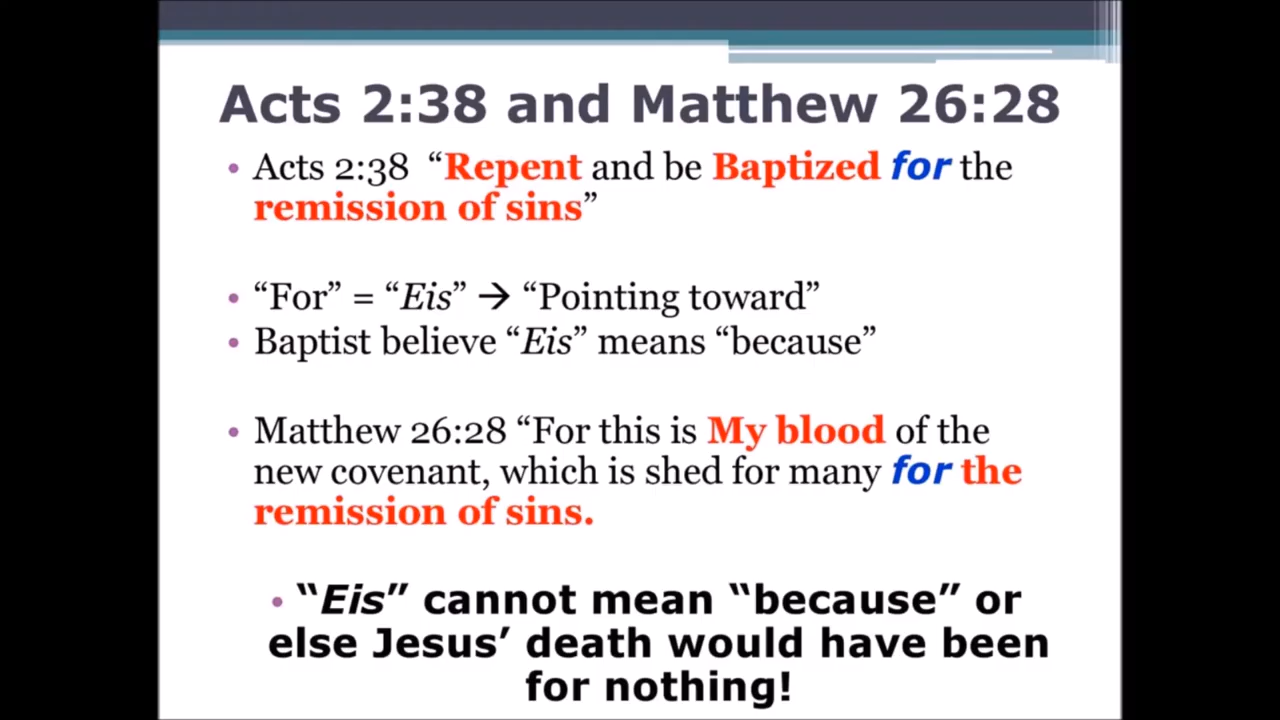 Acts 2:38 and Matthew 26:28
• Acts 2:38 “Repent and be Baptized for the
remission of sins”
• “For” = “Eis” → “Pointing toward”
• Baptist believe “Eis” means “because”
• Matthew 26:28 “For this is My blood of the
new covenant, which is shed for many for the
remission of sins.
• “Eis” cannot mean “because” or
else Jesus’ death would have been
for nothing!